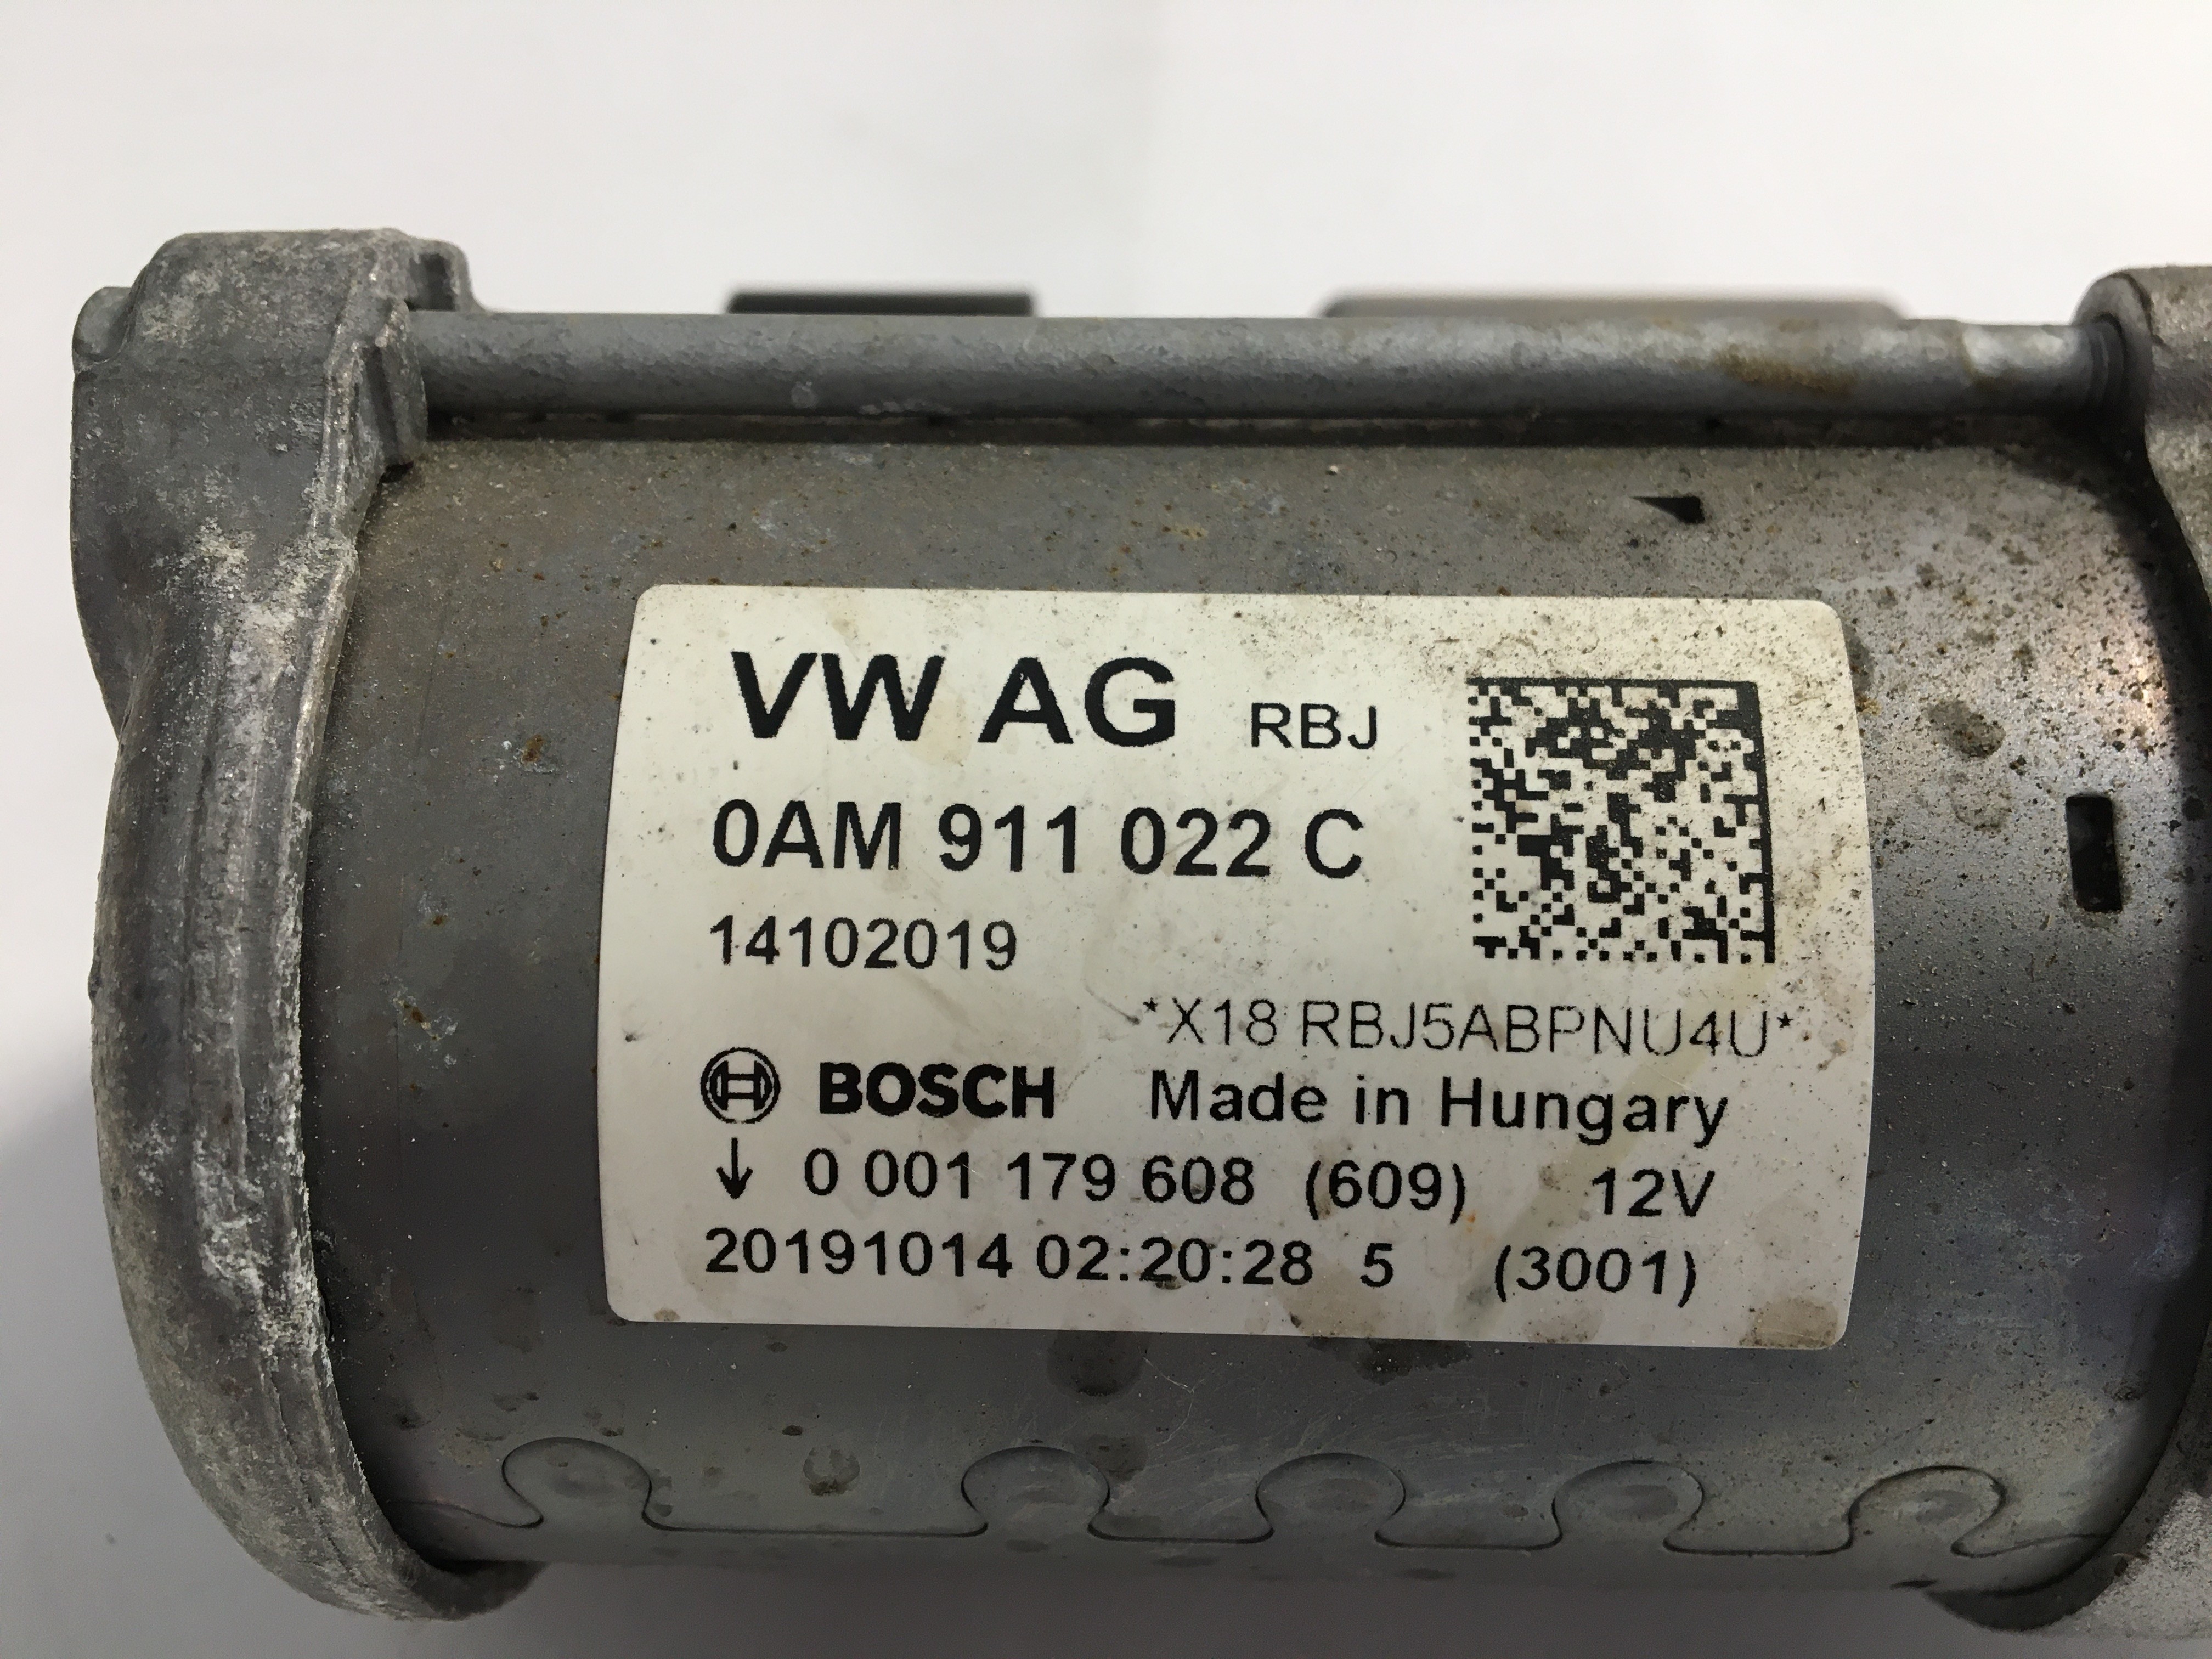 VW AG RBJ
0AM 911 022 C
14102019
*X18 RBJ5ABPNU4U*
BOSCH Made in Hungary
↓ 0 001 179 608 (609) 12V
20191014 02:20:28 5 (3001)